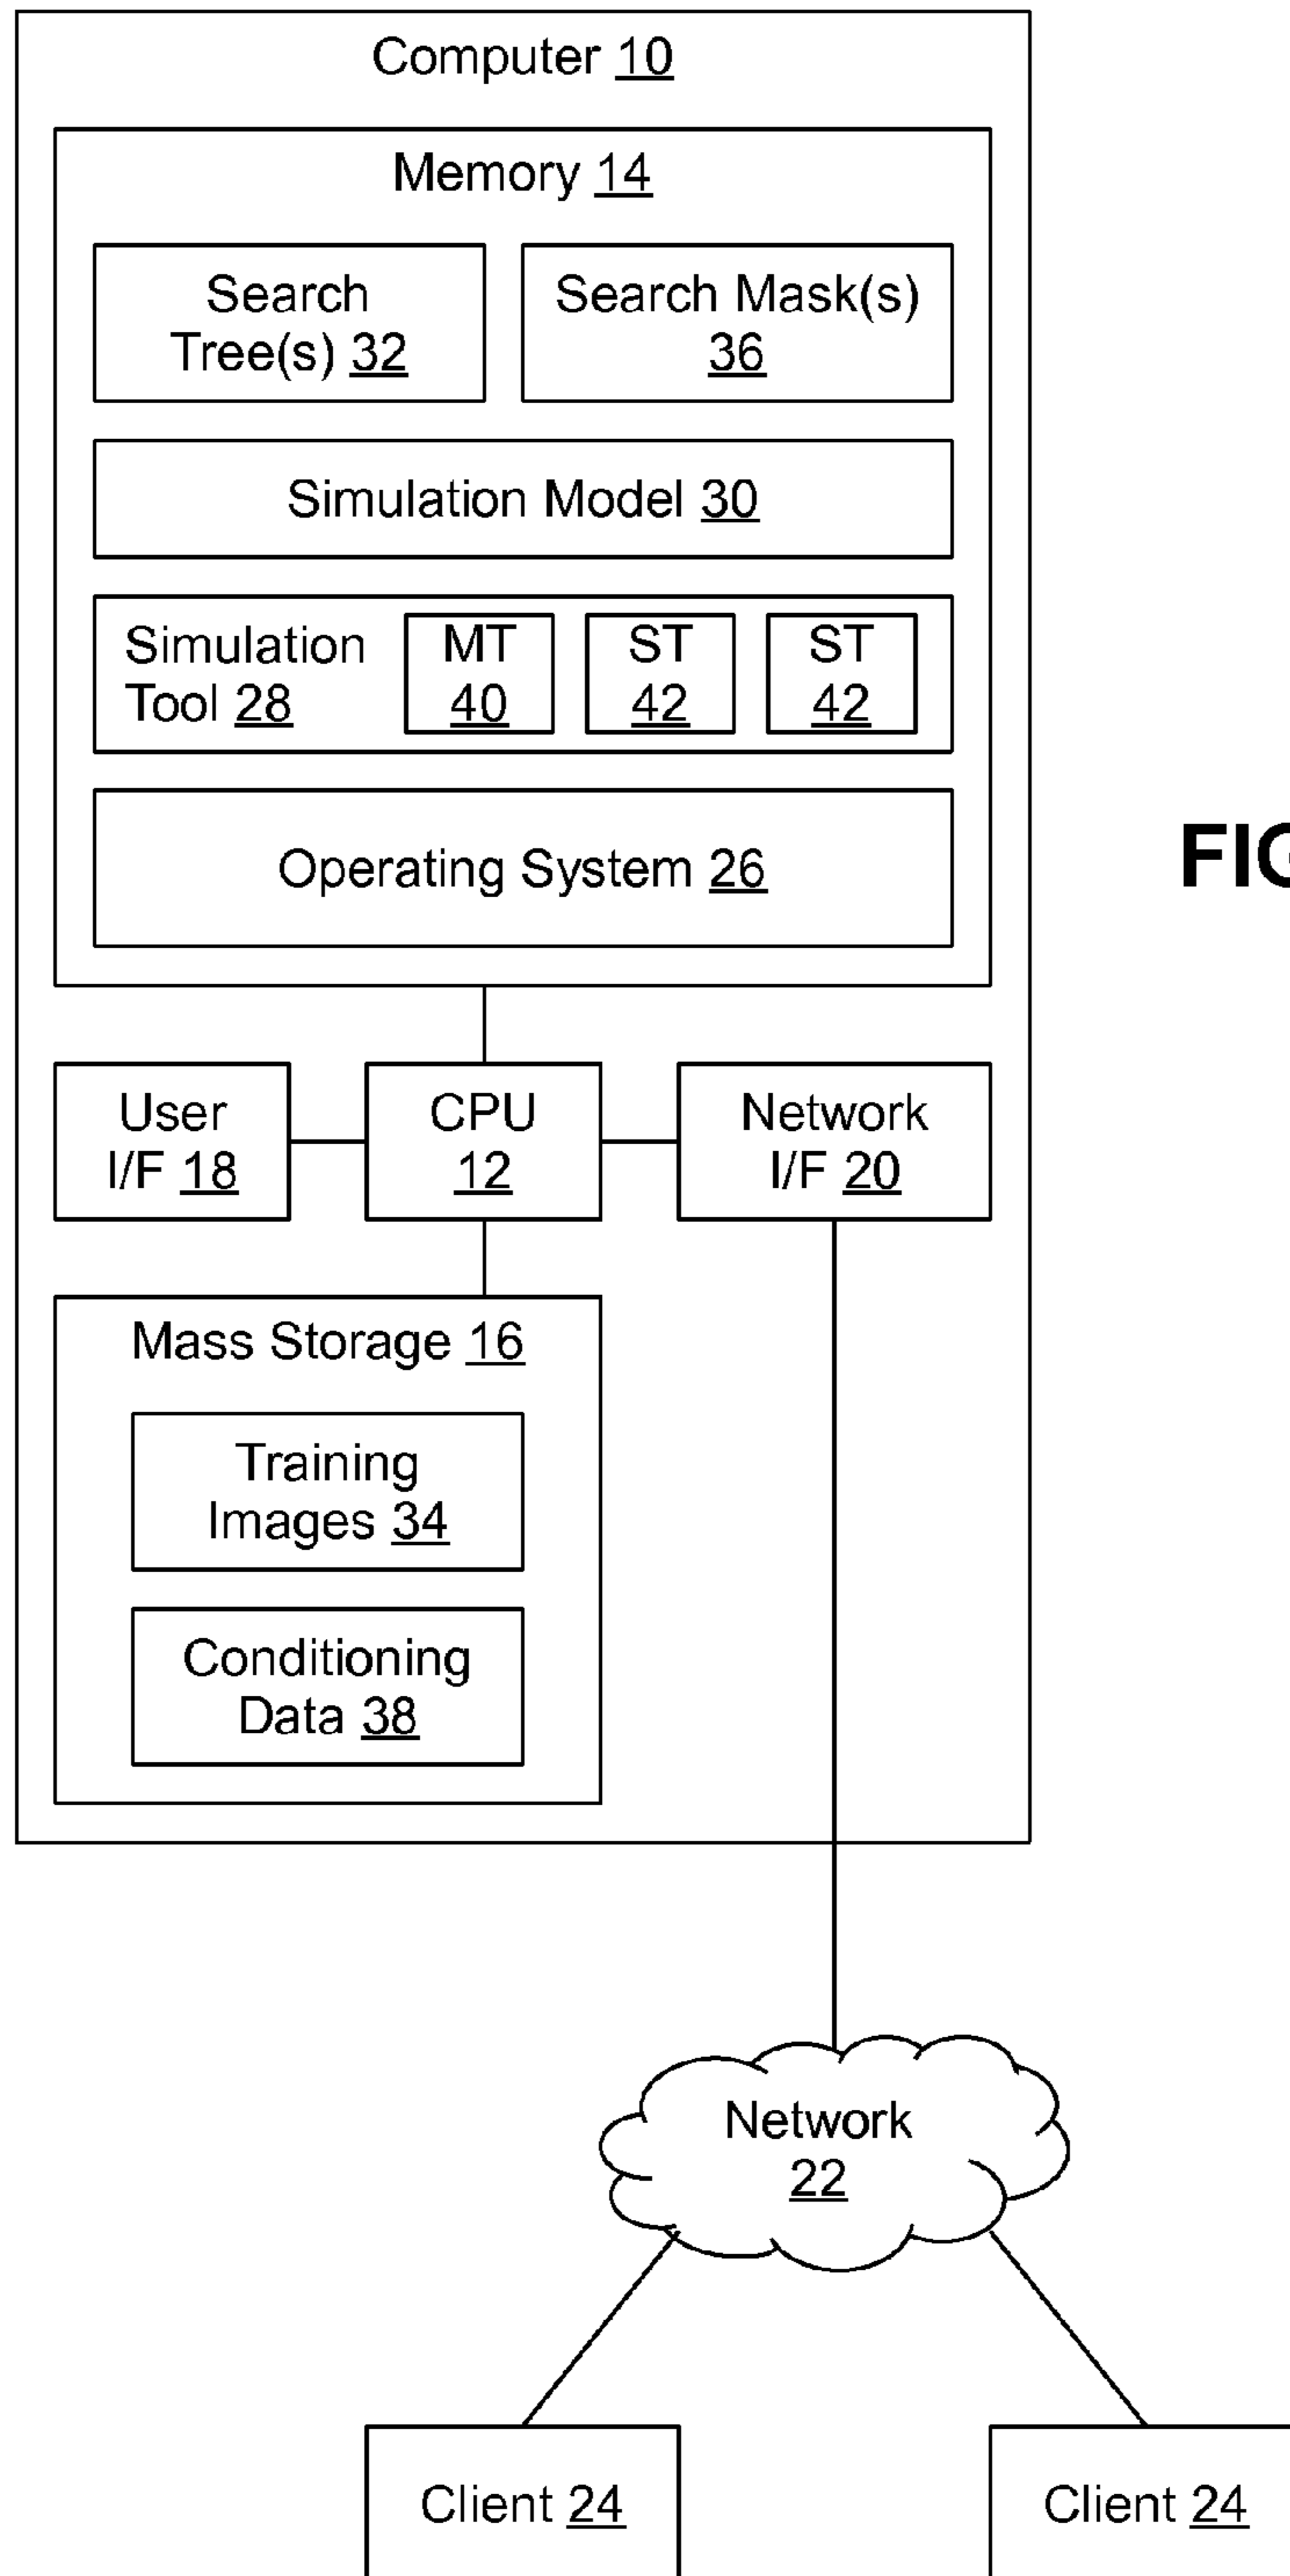 Computer 10
Memory 14
Search
Tree(s) 32
Search Mask(s)
36
Simulation Model 30
Simulation
Tool 28
MT
40
ST
42
ST
42
Operating System 26
FIG
User
I/F 18
CPU
12
Network
I/F 20
Mass Storage 16
Training
Images 34
Conditioning
Data 38
Network
22
Client 24
Client 24